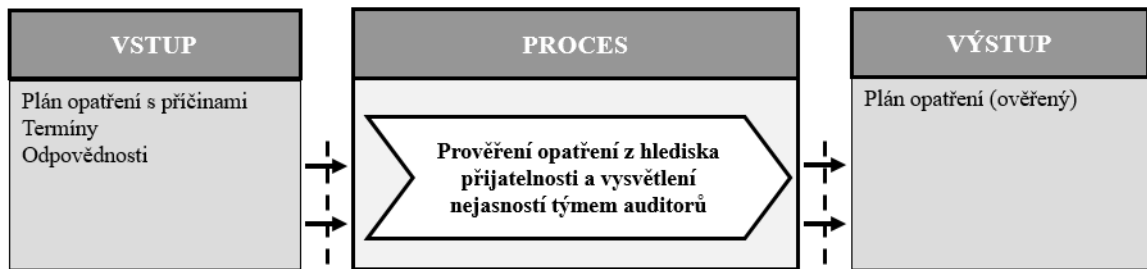 VSTUP
Plán opatření s příčinami
Termíny
Odpovědnosti
PROCES
Prověření opatření z hlediska
přijatelnosti a vysvětlení
nejasností týmem auditorů
VÝSTUP
Plán opatření (ověřený)